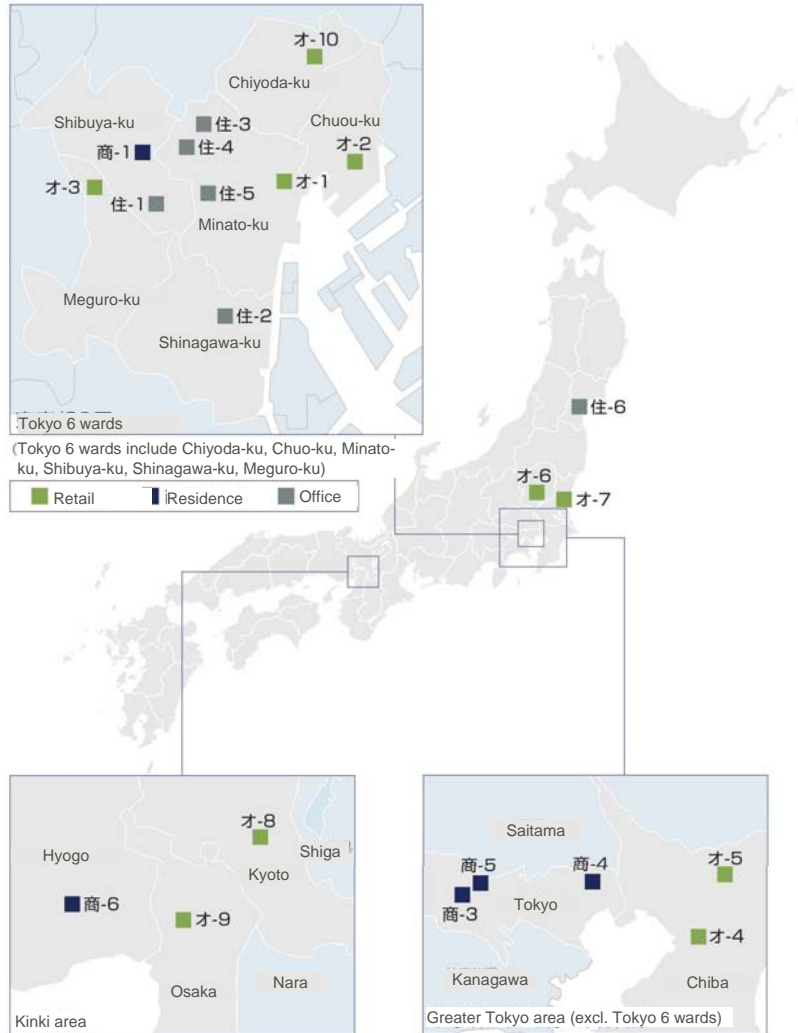 オ-10
Chiyoda-ku
Shibuya-ku
住-3
Chuou-ku
商-1
住-4
オ-2
オ-3
住-1
住-5
オ-1
Minato-ku
Meguro-ku
住-2
Shinagawa-ku
Tokyo 6 wards
(Tokyo 6 wards include Chiyoda-ku, Chuo-ku, Minato-
ku, Shibuya-ku, Shinagawa-ku, Meguro-ku)
Retail
Residence
Office
住-6
オ-6
オ-7
オ-8
Hyogo
Kyoto
Shiga
商-6
オ-9
Osaka
Nara
Kinki area
Saitama
商-5
商-4
オ-5
商-3
Tokyo
オ-4
Kanagawa
Chiba
Greater Tokyo area (excl. Tokyo 6 wards)